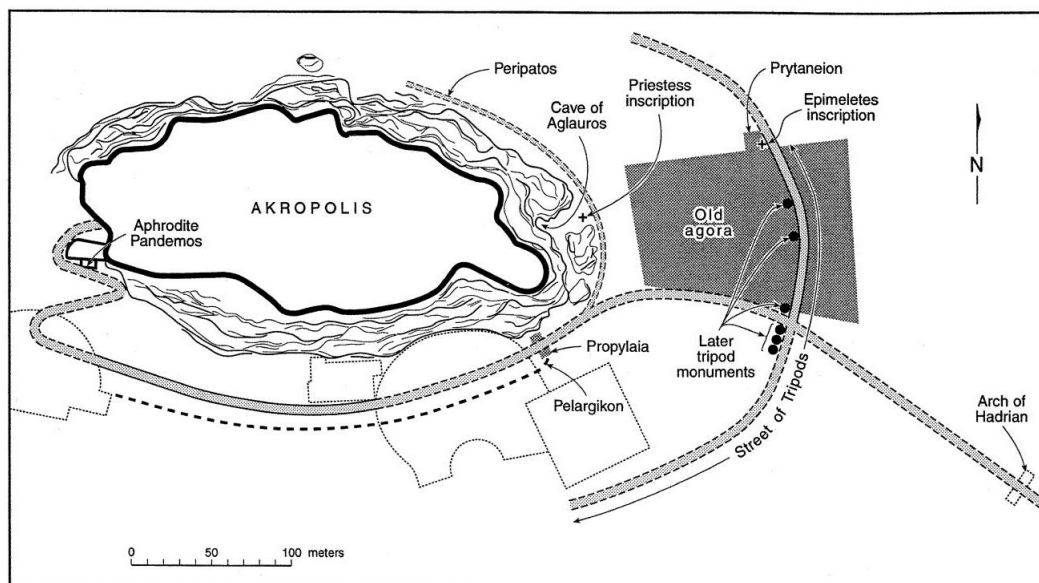 Peripatos
Priestess
inscription
Prytaneion
Cave of
Aglauros
Epimeletes
inscription
N
AKROPOLIS
Aphrodite
Pandemos
Old
agora
Propylaia
Later
tripod
monuments
Pelargikon
Street of Tripods
Arch of
Hadrian
0 50 100 meters